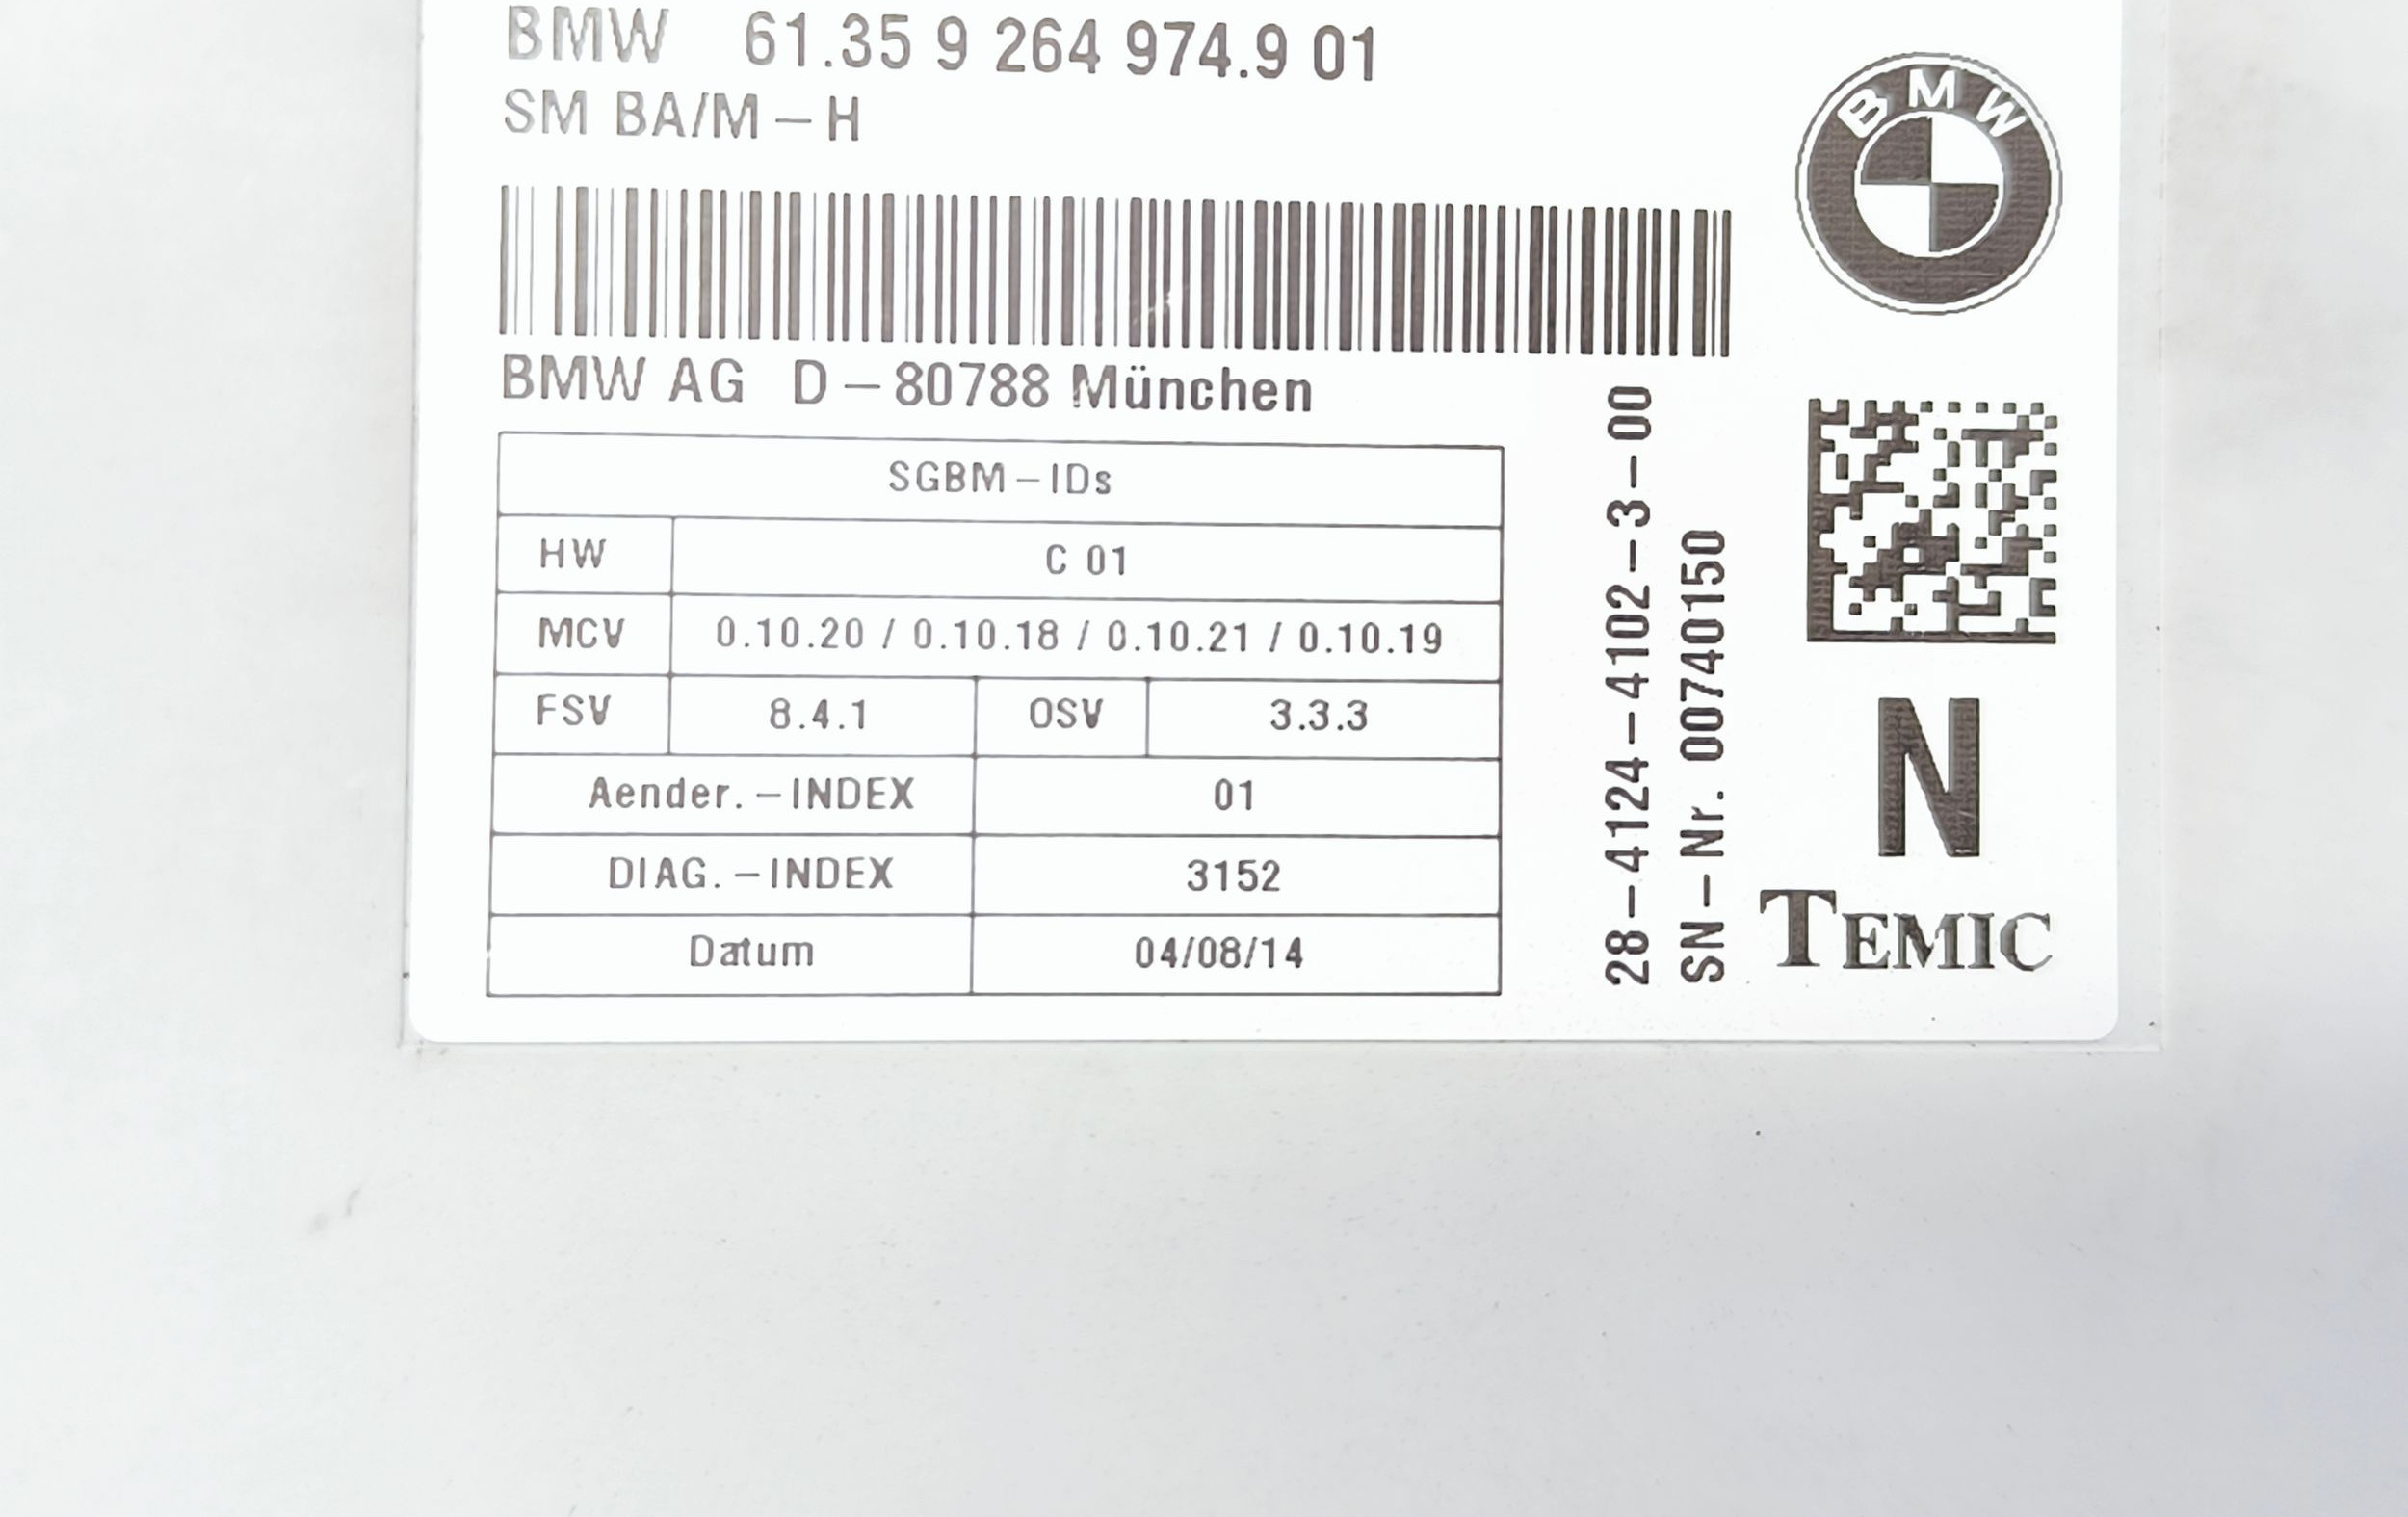 BMW 61.35 9 264 974.9 01
SM BA/M-H
BMW
BMW AG D-80788 München
SGBM-IDs
HW C 01
MCV 0.10.20 / 0.10.18 / 0.10.21 / 0.10.19
FSV 8.4.1 OSV 3.3.3
Aender.-INDEX 01
DIAG.-INDEX 3152
Datum 04/08/14
28-4124-4102-3-00
SN-Nr. 00740150
N
TEMIC